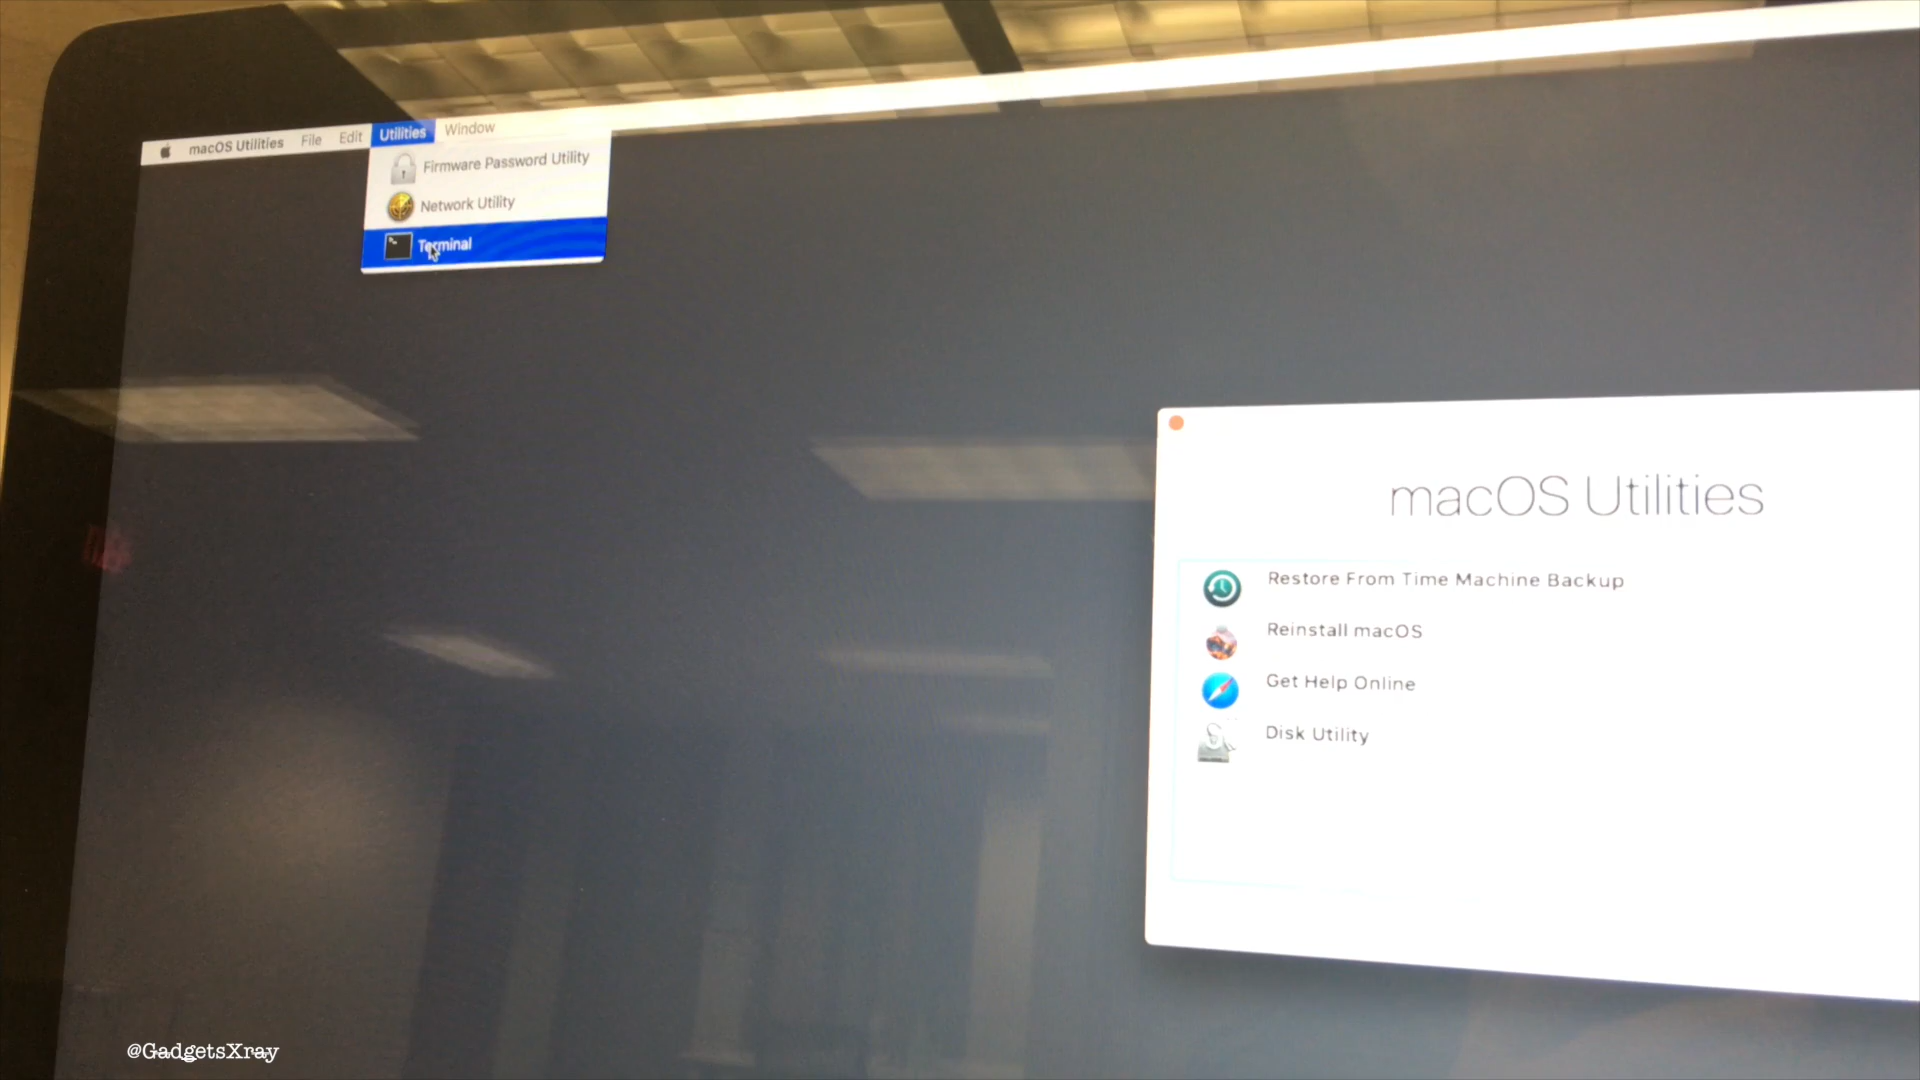 macOS Utilities File Edit Utilities Window
Firmware Password Utility
Network Utility
Terminal
macOS Utilities
Restore From Time Machine Backup
Reinstall macOS
Get Help Online
Disk Utility
@GadgetsXray